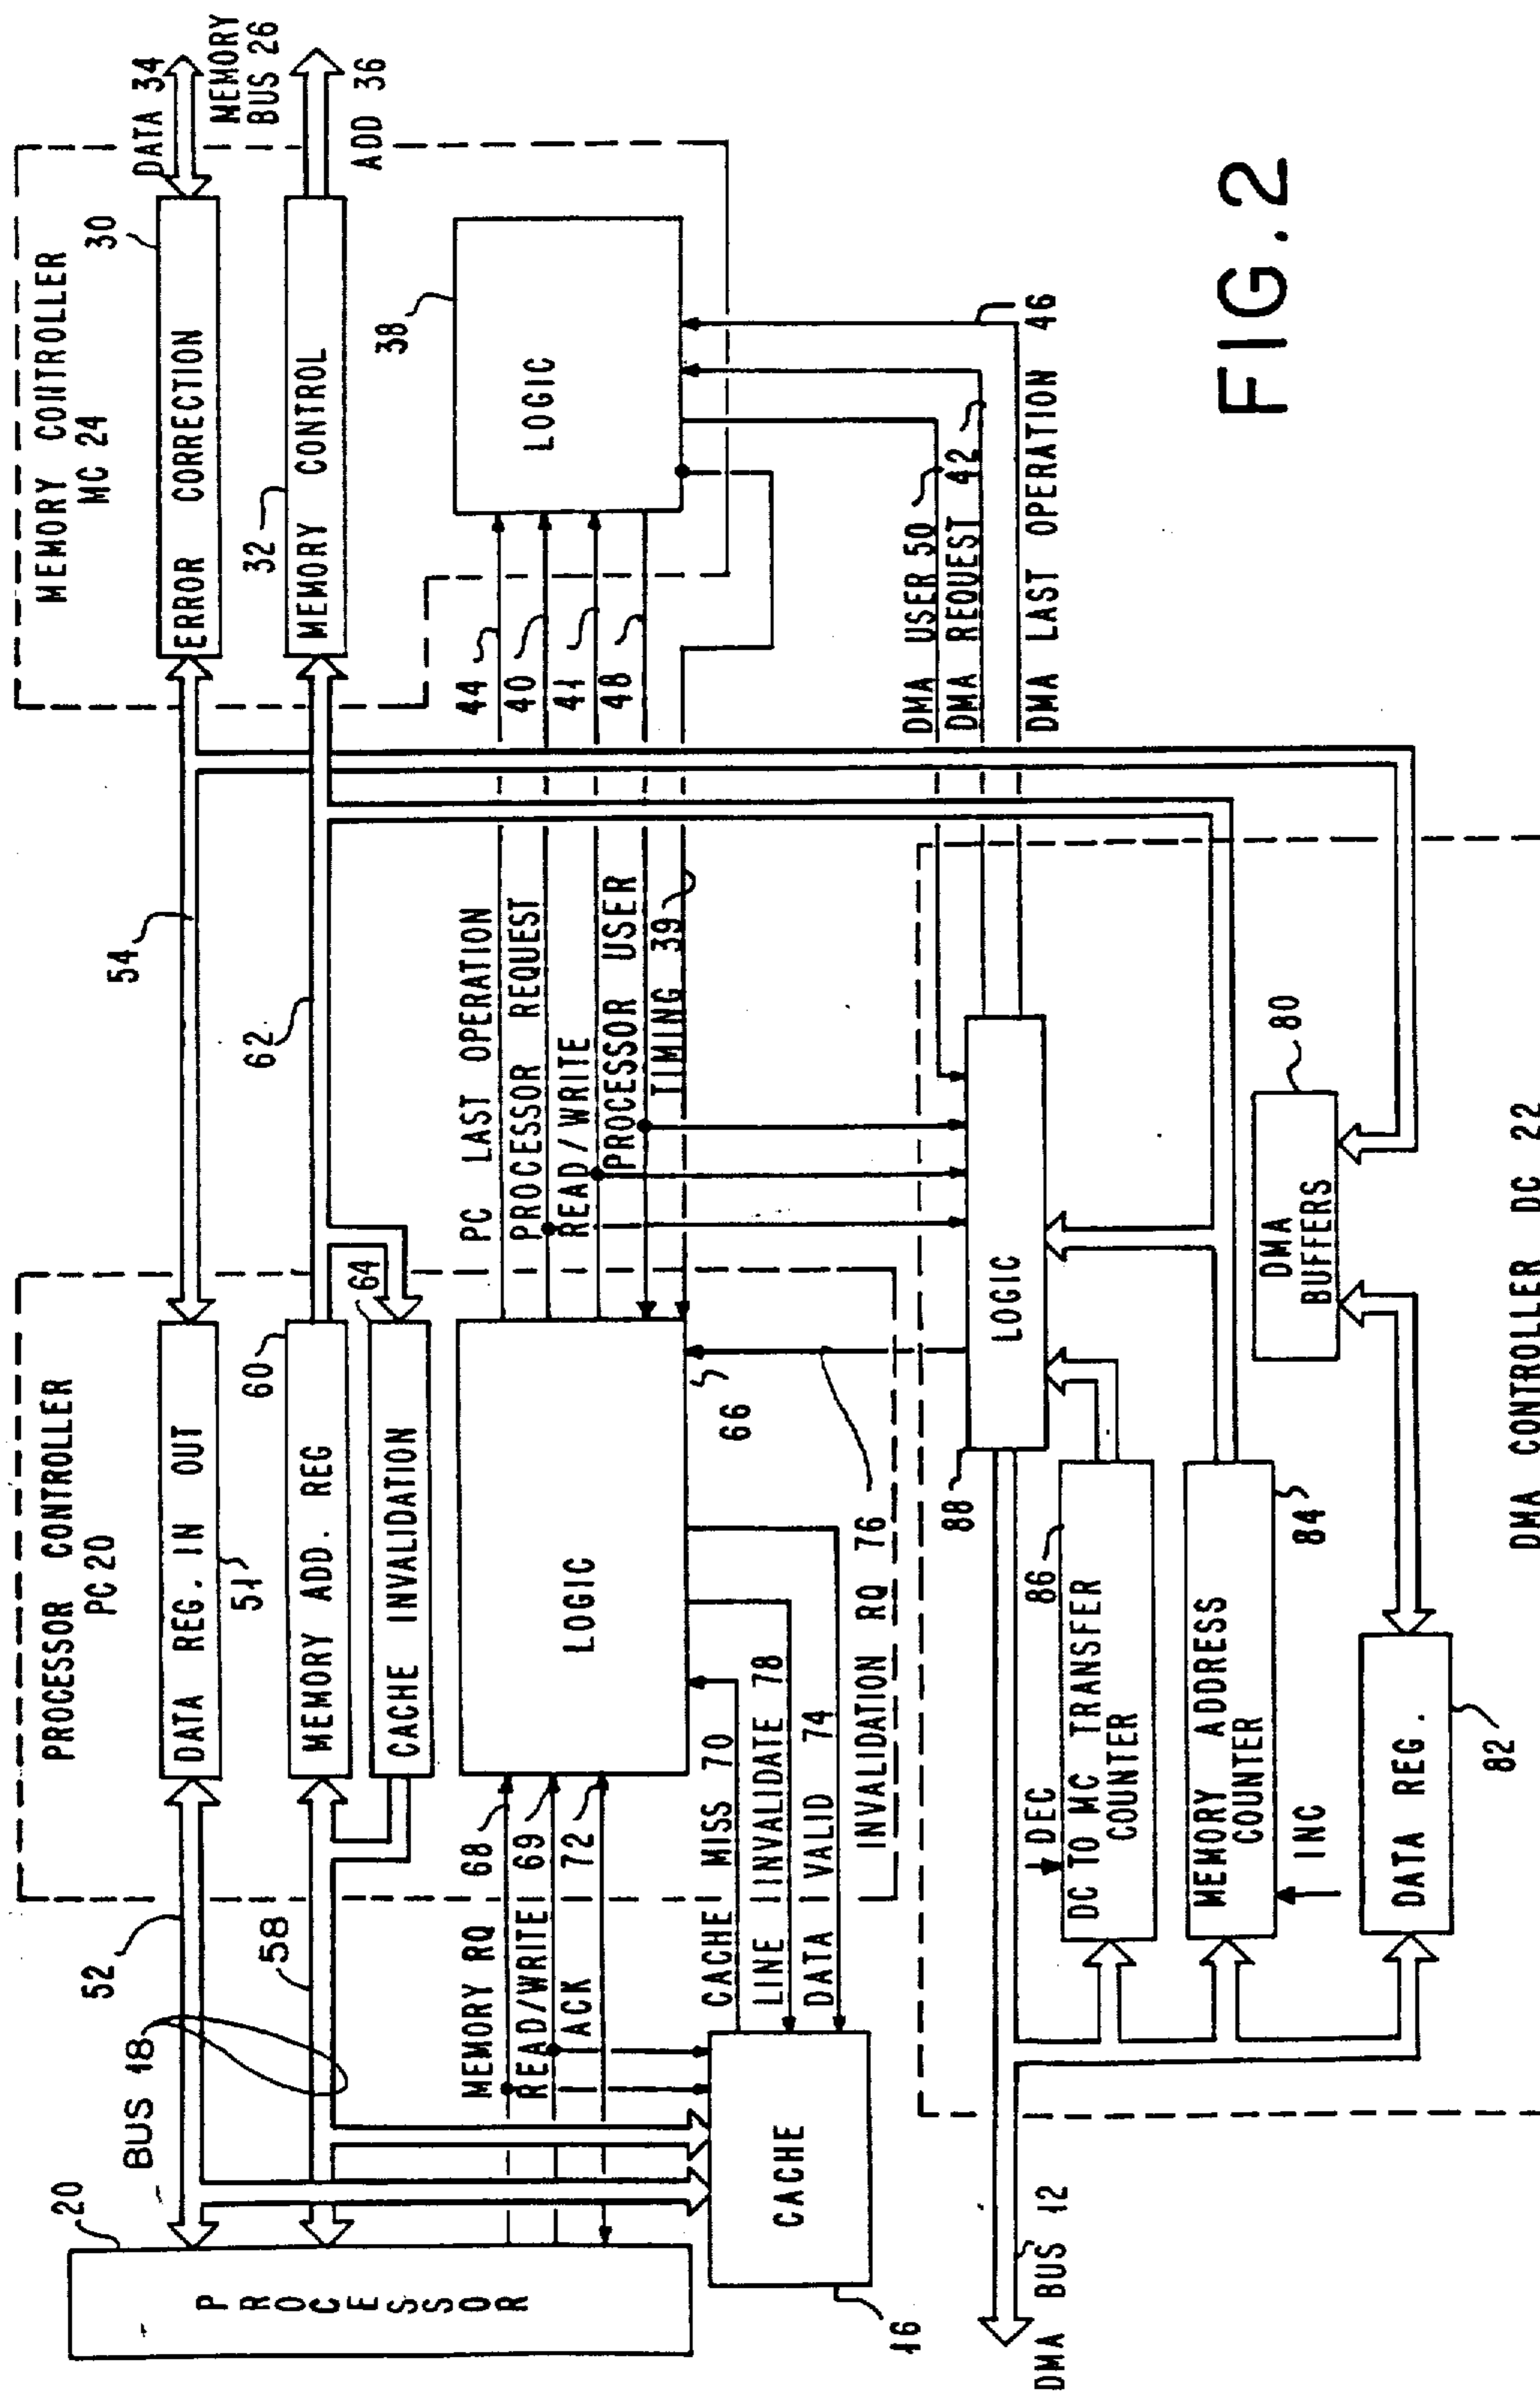 MEMORY CONTROLLER
MC 24
DATA 34
MEMORY
BUS 26
ADD 36
30
ERROR CORRECTION
32
MEMORY CONTROL
38
LOGIC
54
62
44
40
41
48
PC LAST OPERATION
PROCESSOR REQUEST
READ/WRITE
PROCESSOR USER
TIMING 39
DMA USER 50
DMA REQUEST 42
DMA LAST OPERATION 46
PROCESSOR CONTROLLER
PC 20
DATA REG. IN OUT
51
60
MEMORY ADD. REG
64
CACHE INVALIDATION
LOGIC
66
52
BUS 18
58
20
PROCESSOR
MEMORY RQ 68
READ/WRITE 69
ACK 72
CACHE MISS 70
LINE INVALIDATE 78
DATA VALID 74
INVALIDATION RQ 76
CACHE
16
DMA BUS 12
88
LOGIC
86
DEC
DC TO MC TRANSFER
COUNTER
MEMORY ADDRESS
COUNTER
84
INC
DATA REG.
82
80
DMA
BUFFERS
DMA CONTROLLER DC 22
FIG.2